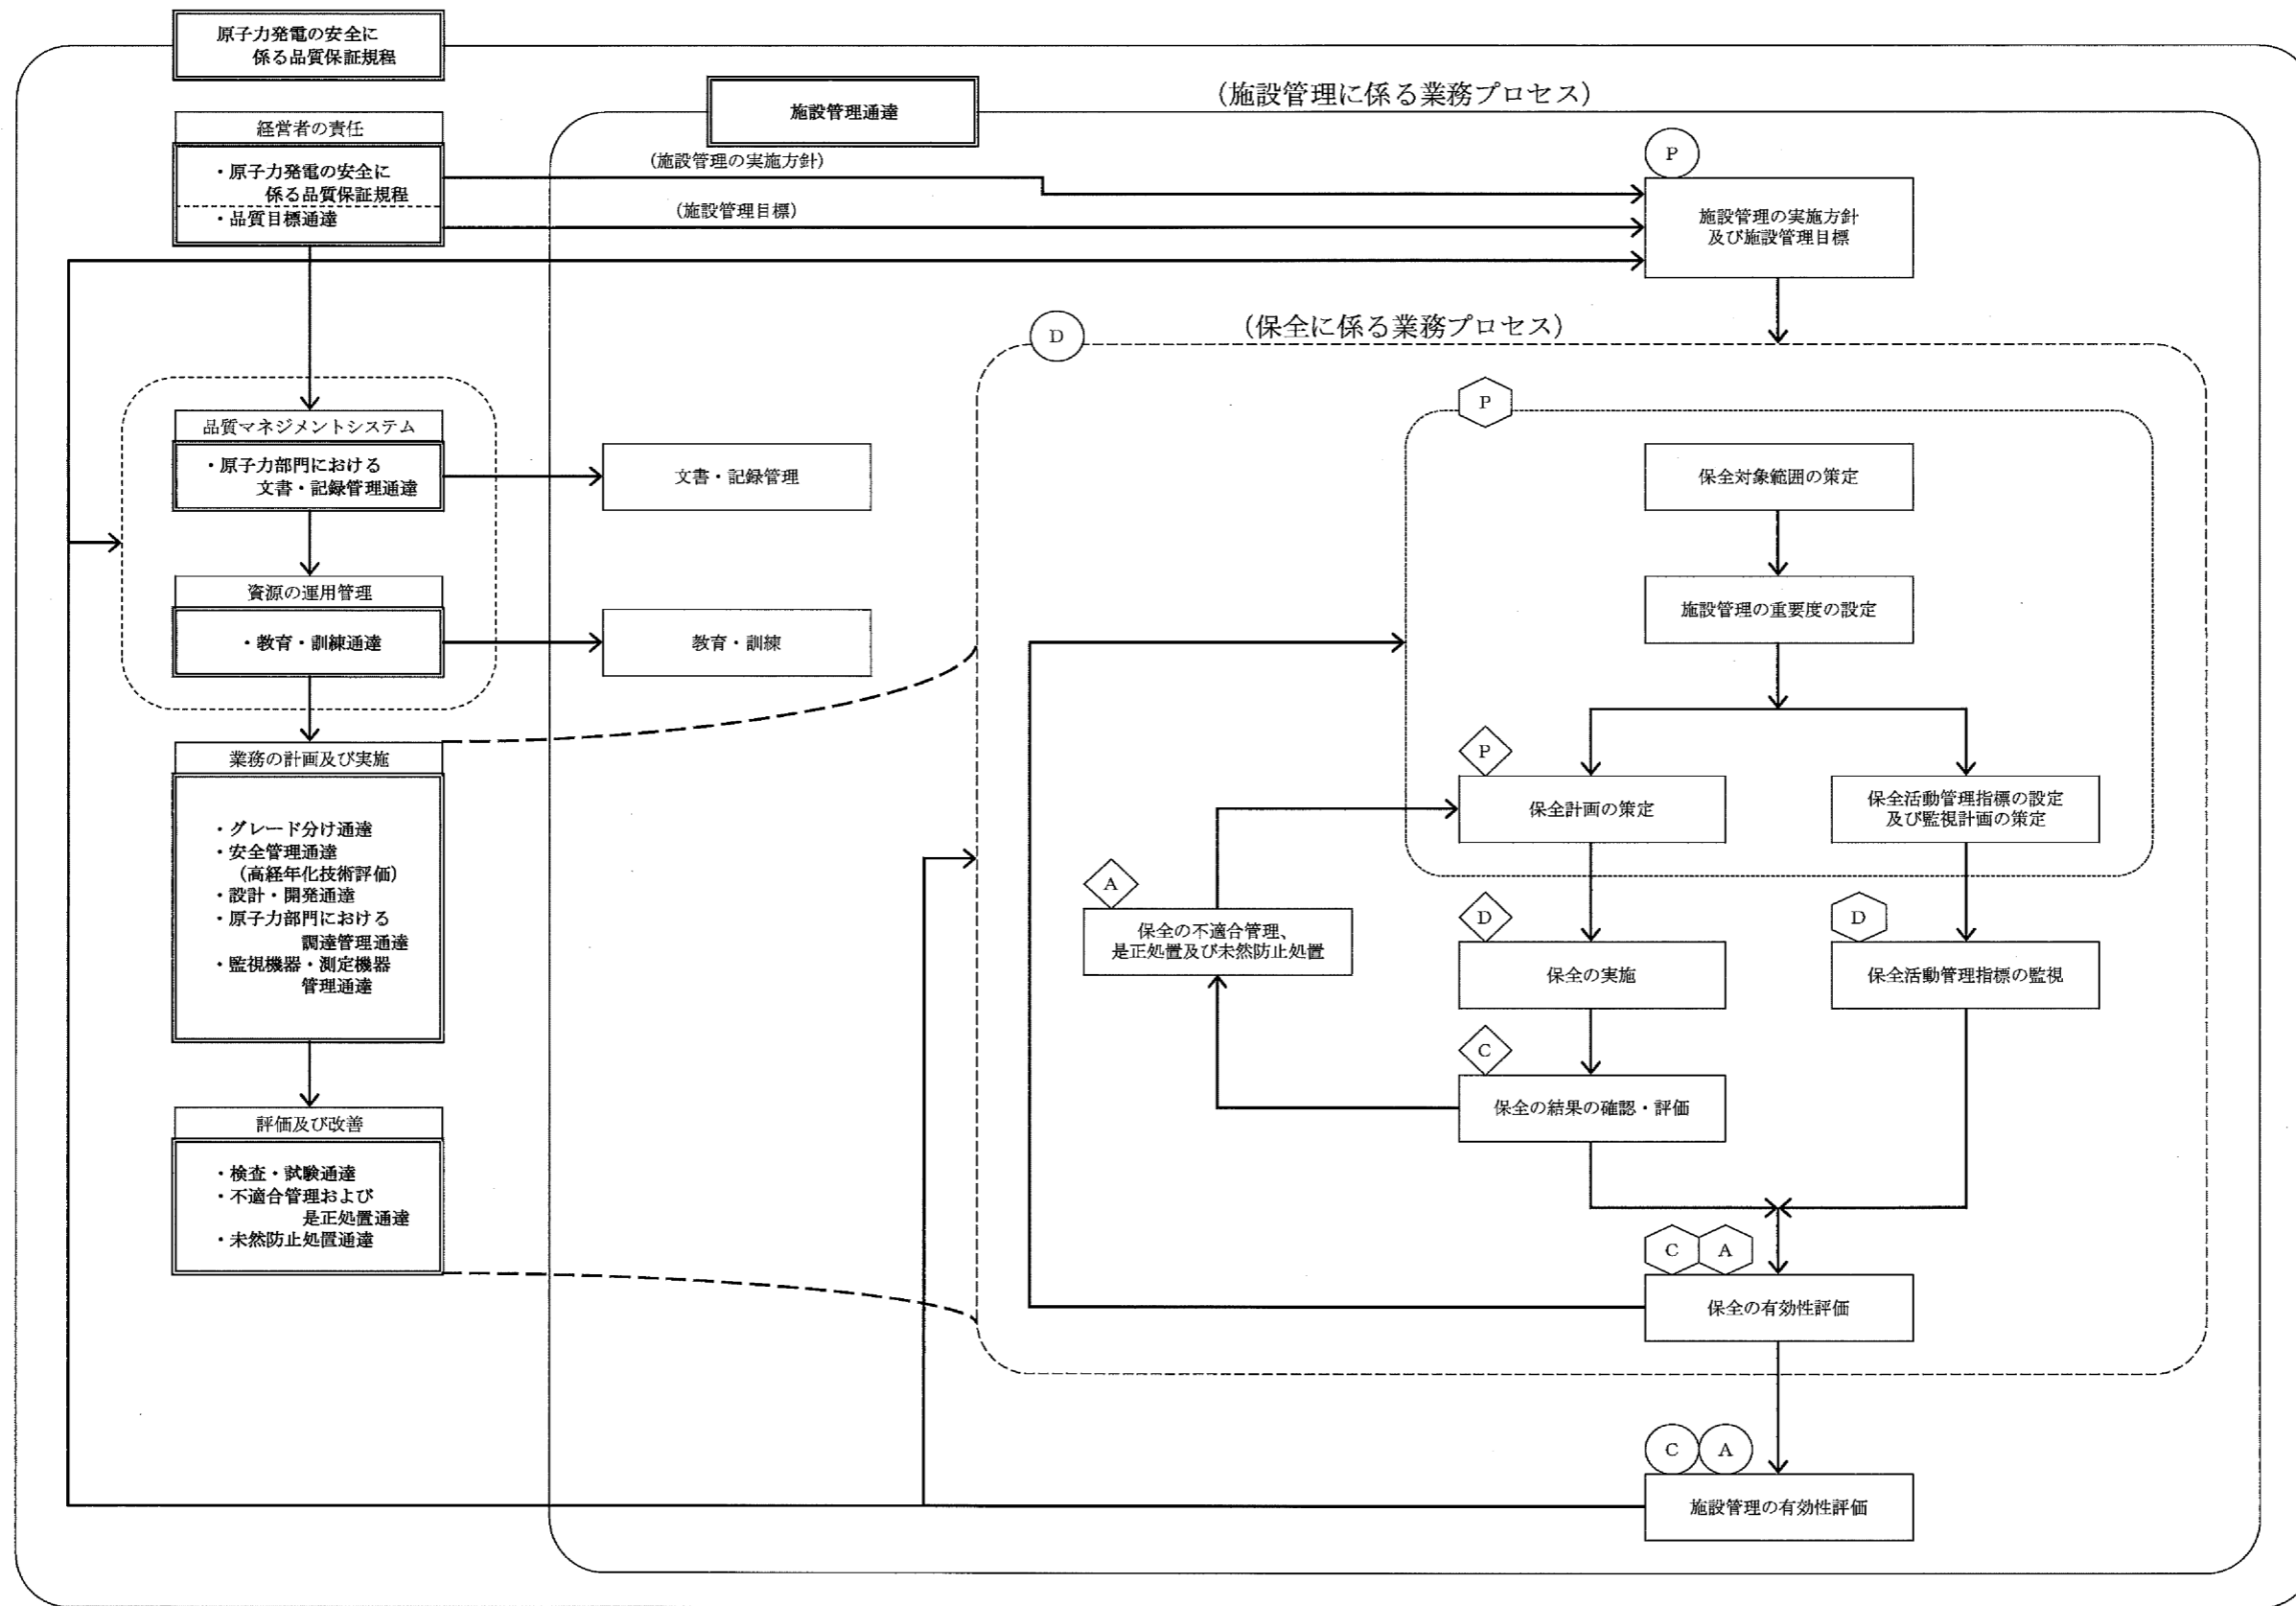 原子力発電の安全に
係る品質保証規程
施設管理通達
（施設管理に係る業務プロセス）
経営者の責任
・原子力発電の安全に
係る品質保証規程
・品質目標通達
（施設管理の実施方針）
（施設管理目標）
P
施設管理の実施方針
及び施設管理目標
D
（保全に係る業務プロセス）
品質マネジメントシステム
・原子力部門における
文書・記録管理通達
文書・記録管理
資源の運用管理
・教育・訓練通達
教育・訓練
業務の計画及び実施
・グレード分け通達
・安全管理通達
（高経年化技術評価）
・設計・開発通達
・原子力部門における
調達管理通達
・監視機器・測定機器
管理通達
評価及び改善
・検査・試験通達
・不適合管理および
是正処置通達
・未然防止処置通達
P
保全対象範囲の策定
施設管理の重要度の設定
P
保全計画の策定
保全活動管理指標の設定
及び監視計画の策定
A
保全の不適合管理、
是正処置及び未然防止処置
D
保全の実施
D
保全活動管理指標の監視
C
保全の結果の確認・評価
C A
保全の有効性評価
C A
施設管理の有効性評価